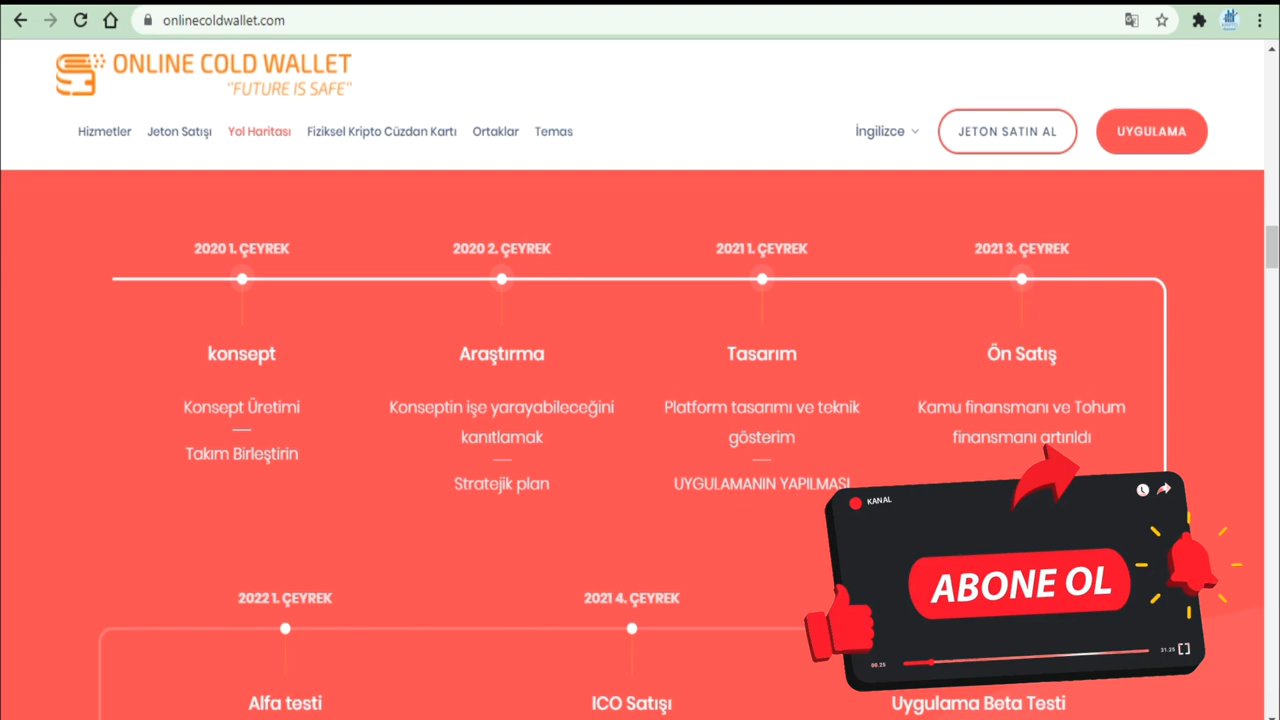 onlinecoldwallet.com
ONLINE COLD WALLET
"FUTURE IS SAFE"
Hizmetler Jeton Satışı Yol Haritası Fiziksel Kripto Cüzdan Kartı Ortaklar Temas İngilizce JETON SATIN AL UYGULAMA
2020 1. ÇEYREK 2020 2. ÇEYREK 2021 1. ÇEYREK 2021 3. ÇEYREK
konsept Araştırma Tasarım Ön Satış
Konsept Üretimi Konseptin işe yarayabileceğini Platform tasarımı ve teknik Kamu finansmanı ve Tohum
kanıtlamak gösterim finansmanı artırıldı
Takım Birleştirin
Stratejik plan UYGULAMANIN YAPILMASI
KANAL
ABONE OL
00.25 31.25
2022 1. ÇEYREK 2021 4. ÇEYREK
Alfa testi ICO Satışı Uygulama Beta Testi